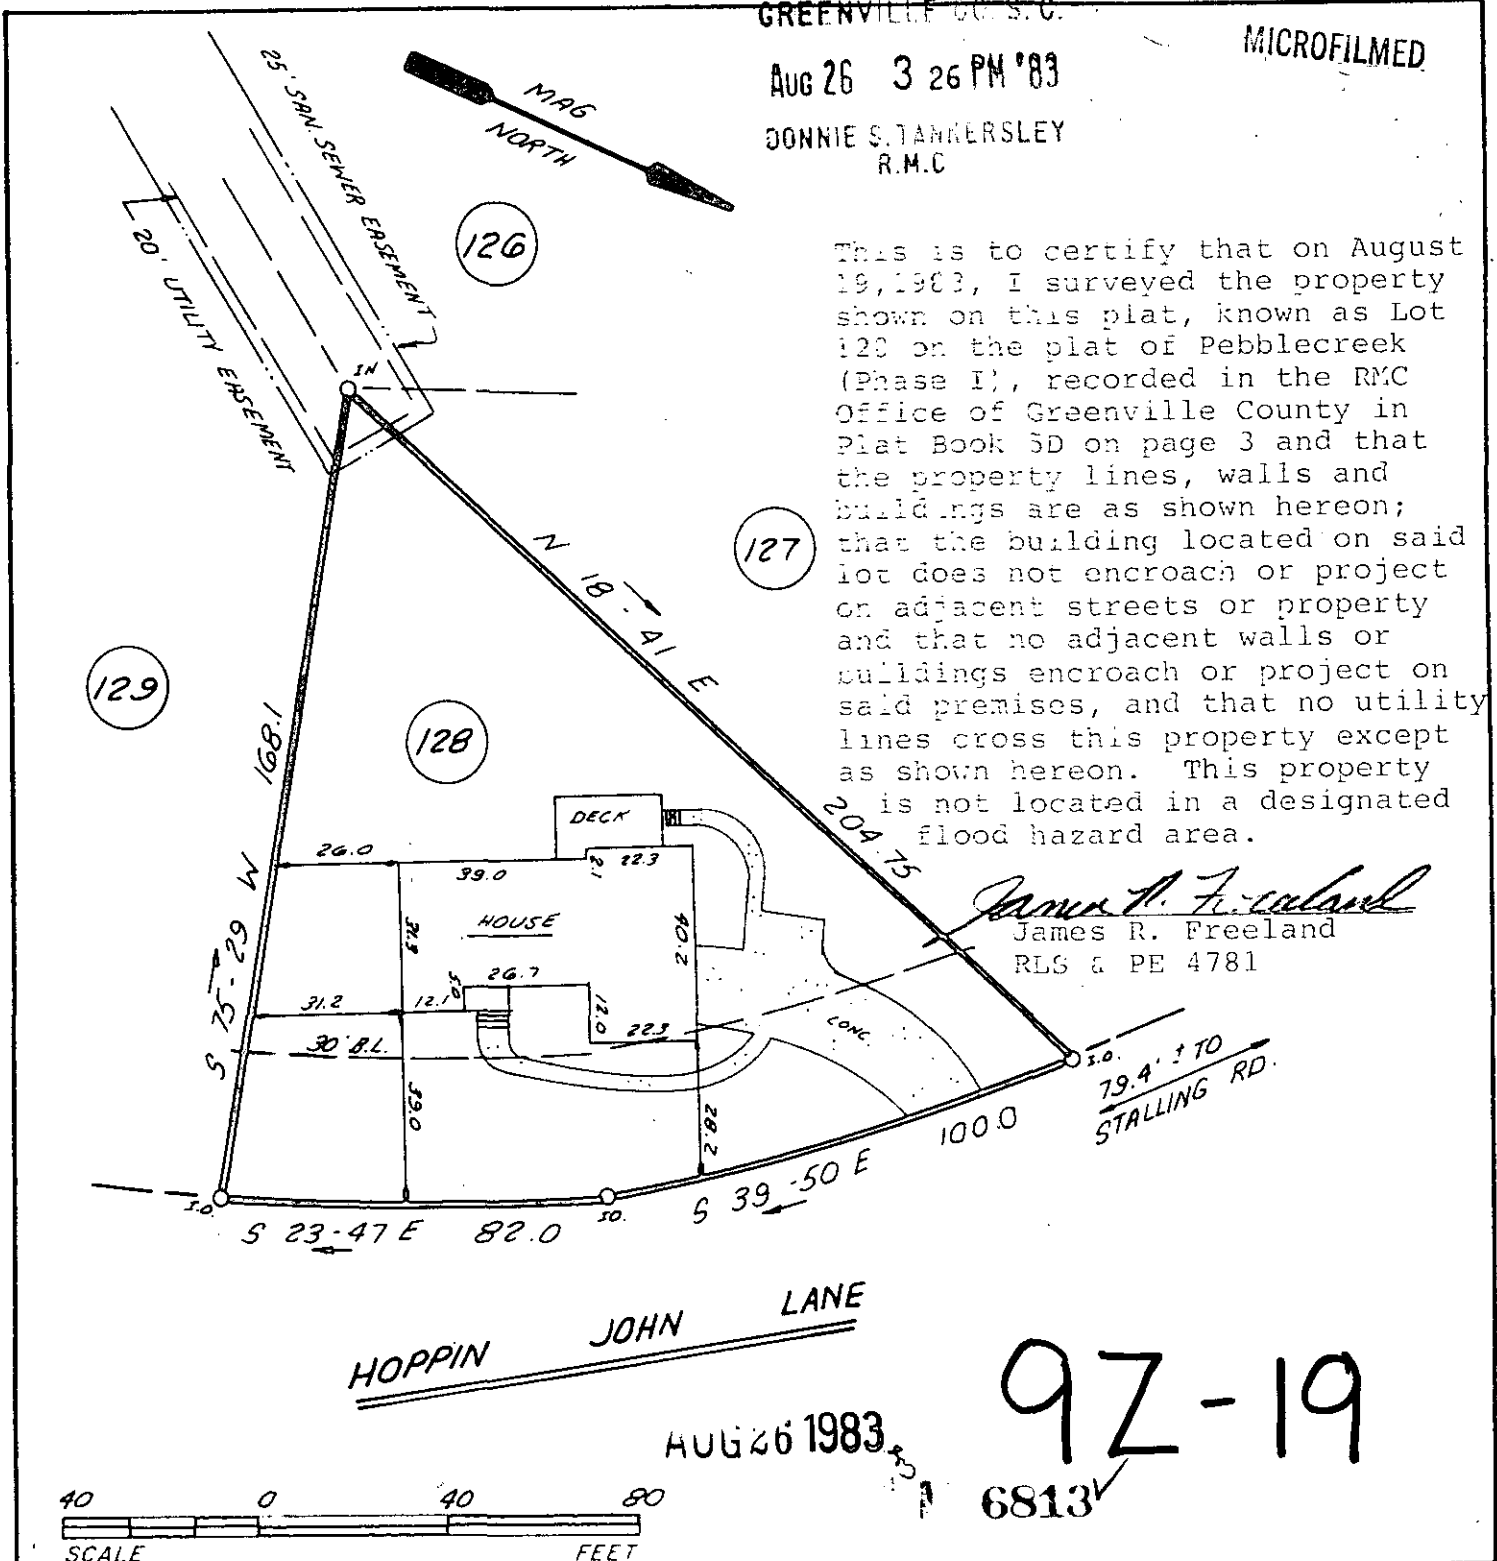 GREENVILLE CO. S. C.
AUG 26 3 26 PM '83
DONNIE S. TANKERSLEY
R.M.C
MICROFILMED
MAG
NORTH
25' SAN. SEWER EASEMENT
20' UTILITY EASEMENT
126
This is to certify that on August
19, 1983, I surveyed the property
shown on this plat, known as Lot
128 on the plat of Pebblecreek
(Phase I), recorded in the RMC
Office of Greenville County in
Plat Book 5D on page 3 and that
the property lines, walls and
buildings are as shown hereon;
that the building located on said
lot does not encroach or project
on adjacent streets or property
and that no adjacent walls or
buildings encroach or project on
said premises, and that no utility
lines cross this property except
as shown hereon. This property
is not located in a designated
flood hazard area.
James R. Freeland
James R. Freeland
RLS & PE 4781
IN
127
N 18-41 E
204.75
129
128
168.1
S 75-29 W
DECK
26.0
39.0
2.1
22.3
HOUSE
40.2
26.7
5.0
31.2
12.1
12.0
22.3
30' B.L.
CONC.
39.0
28.2
I.O.
79.4' ± TO
STALLING RD.
100.0
S 39-50 E
I.O.
IO.
S 23-47 E 82.0
HOPPIN JOHN LANE
9Z-19
AUG 26 1983
6813
40 0 40 80
SCALE FEET